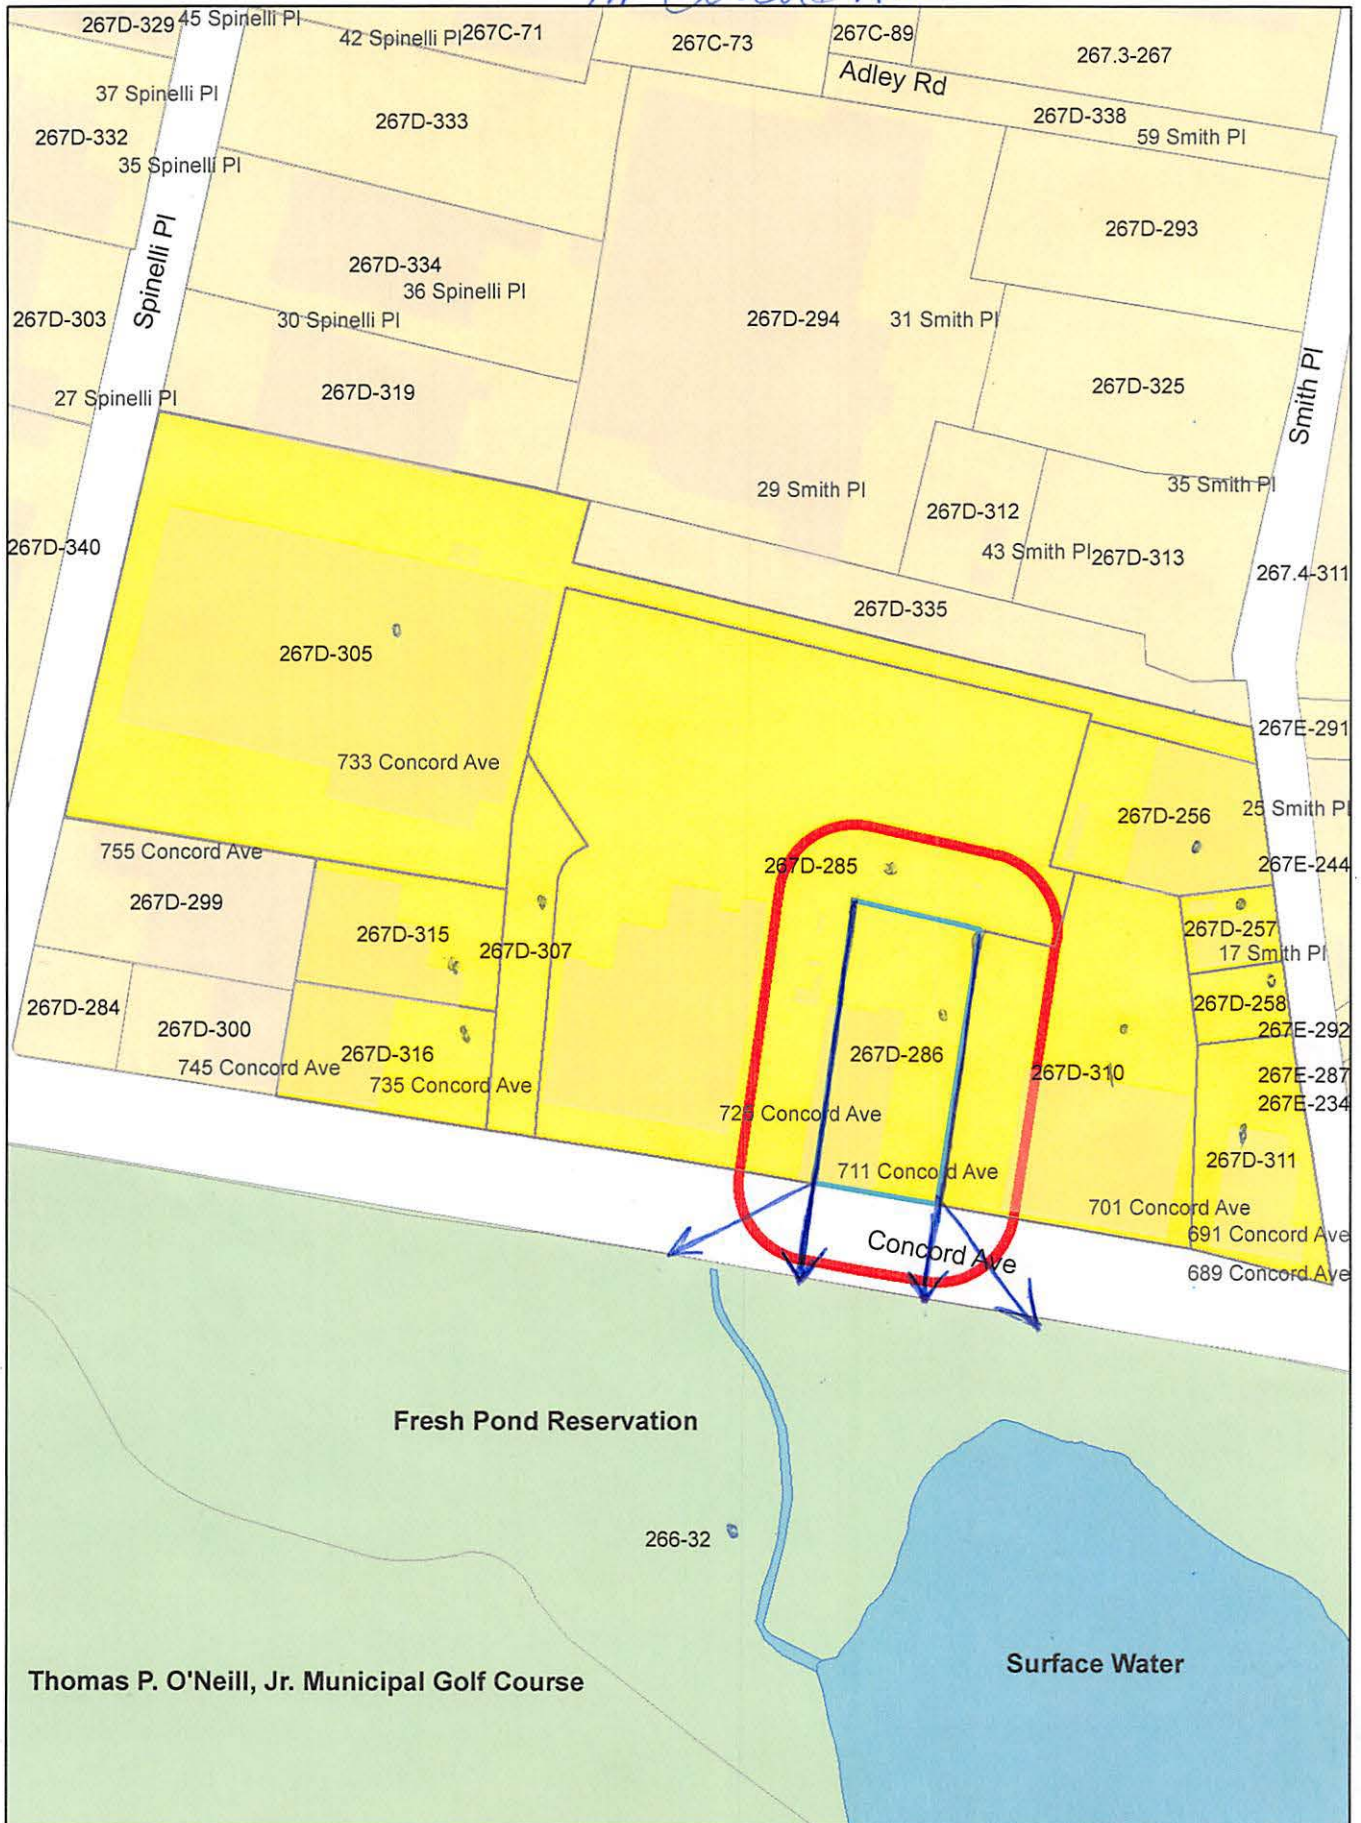 267D-329
45 Spinelli Pl
42 Spinelli Pl
267C-71
267C-73
267C-89
267.3-267
Adley Rd
37 Spinelli Pl
267D-333
267D-338
59 Smith Pl
267D-332
35 Spinelli Pl
Spinelli Pl
267D-293
267D-334
36 Spinelli Pl
267D-303
30 Spinelli Pl
267D-294
31 Smith Pl
27 Spinelli Pl
267D-319
267D-325
Smith Pl
29 Smith Pl
35 Smith Pl
267D-312
267D-340
43 Smith Pl
267D-313
267.4-311
267D-335
267D-305
267E-291
733 Concord Ave
267D-256
25 Smith Pl
755 Concord Ave
267D-285
267E-244
267D-299
267D-315
267D-307
267D-257
17 Smith Pl
267D-284
267D-300
267D-258
267E-292
745 Concord Ave
267D-316
735 Concord Ave
267D-286
267D-310
267E-287
267E-234
Concord Ave
711 Concord Ave
267D-311
701 Concord Ave
691 Concord Ave
Concord Ave
689 Concord Ave
Fresh Pond Reservation
266-32
Thomas P. O'Neill, Jr. Municipal Golf Course
Surface Water